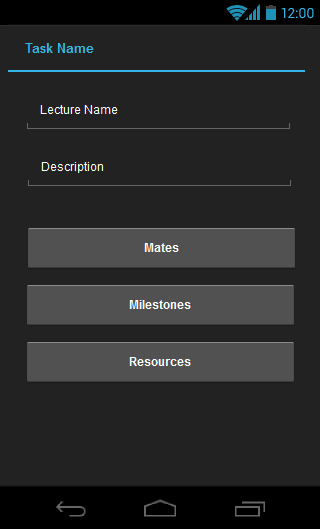 12:00
Task Name
Lecture Name
Description
Mates
Milestones
Resources